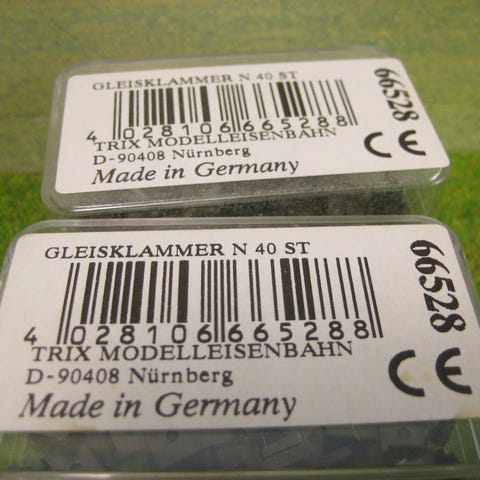 GLEISKLAMMER N 40 ST
66528
4 028106 665288
TRIX MODELLEISENBAHN
D-90408 Nürnberg
Made in Germany
CE
GLEISKLAMMER N 40 ST
66528
4 028106 665288
TRIX MODELLEISENBAHN
D-90408 Nürnberg
Made in Germany
CE